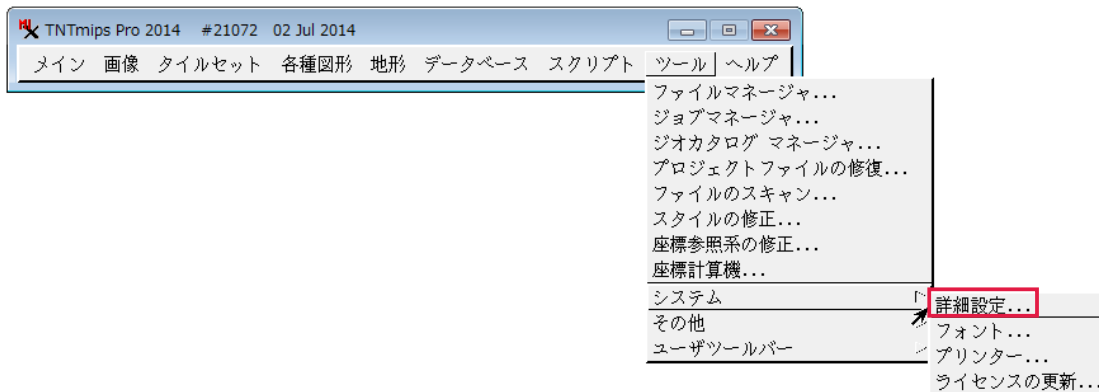 TNTmips Pro 2014 #21072 02 Jul 2014
メイン 画像 タイルセット 各種図形 地形 データベース スクリプト ツール ヘルプ
ファイルマネージャ...
ジョブマネージャ...
ジオカタログ マネージャ...
プロジェクトファイルの修復...
ファイルのスキャン...
スタイルの修正...
座標参照系の修正...
座標計算機...
システム
その他
ユーザツールバー
詳細設定...
フォント...
プリンター...
ライセンスの更新...